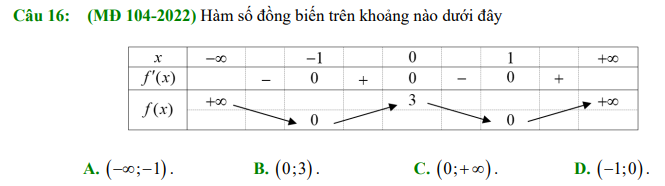 Câu 16: (MĐ 104-2022) Hàm số đồng biến trên khoảng nào dưới đây
x −∞ −1 0 1 +∞
f'(x) − 0 + 0 − 0 +
+∞ 3 +∞
f(x)
0 0
A. (−∞;−1). B. (0;3). C. (0;+∞). D. (−1;0).